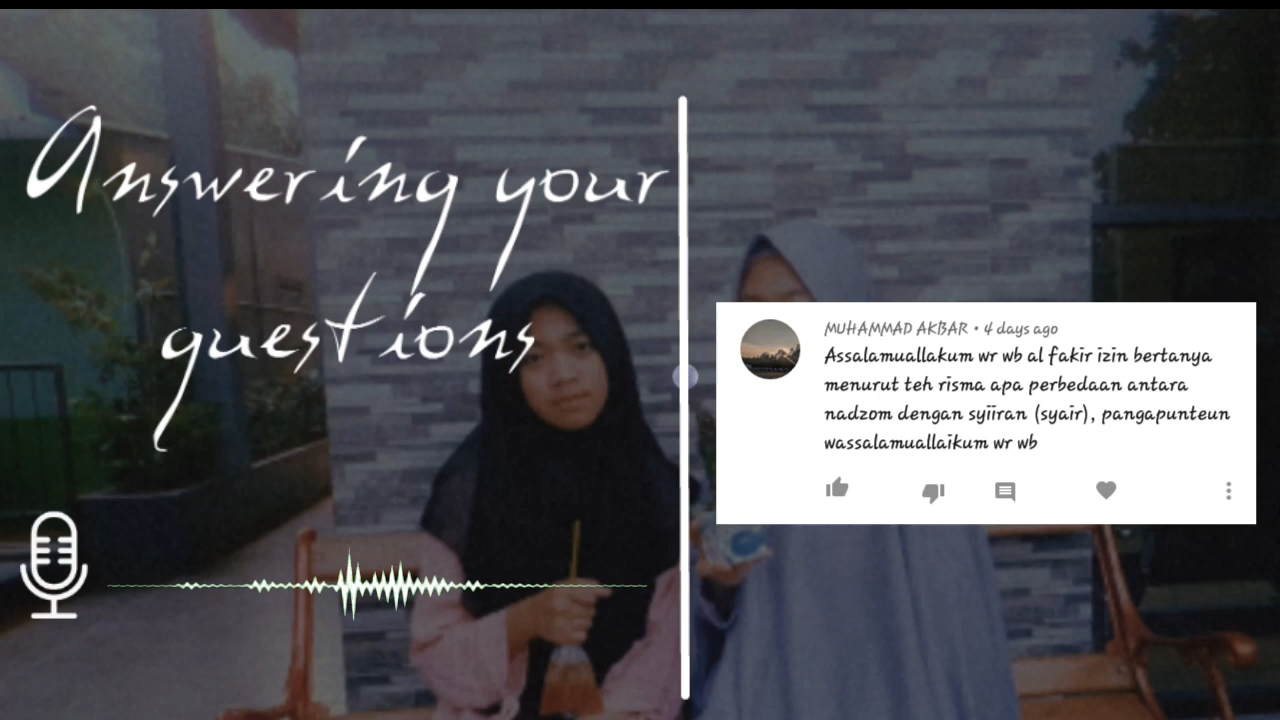 Answering your
questions
MUHAMMAD AKBAR • 4 days ago
Assalamuallakum wr wb al fakir izin bertanya
menurut teh risma apa perbedaan antara
nadzom dengan syiiran (syair), pangapunteun
wassalamuallaikum wr wb